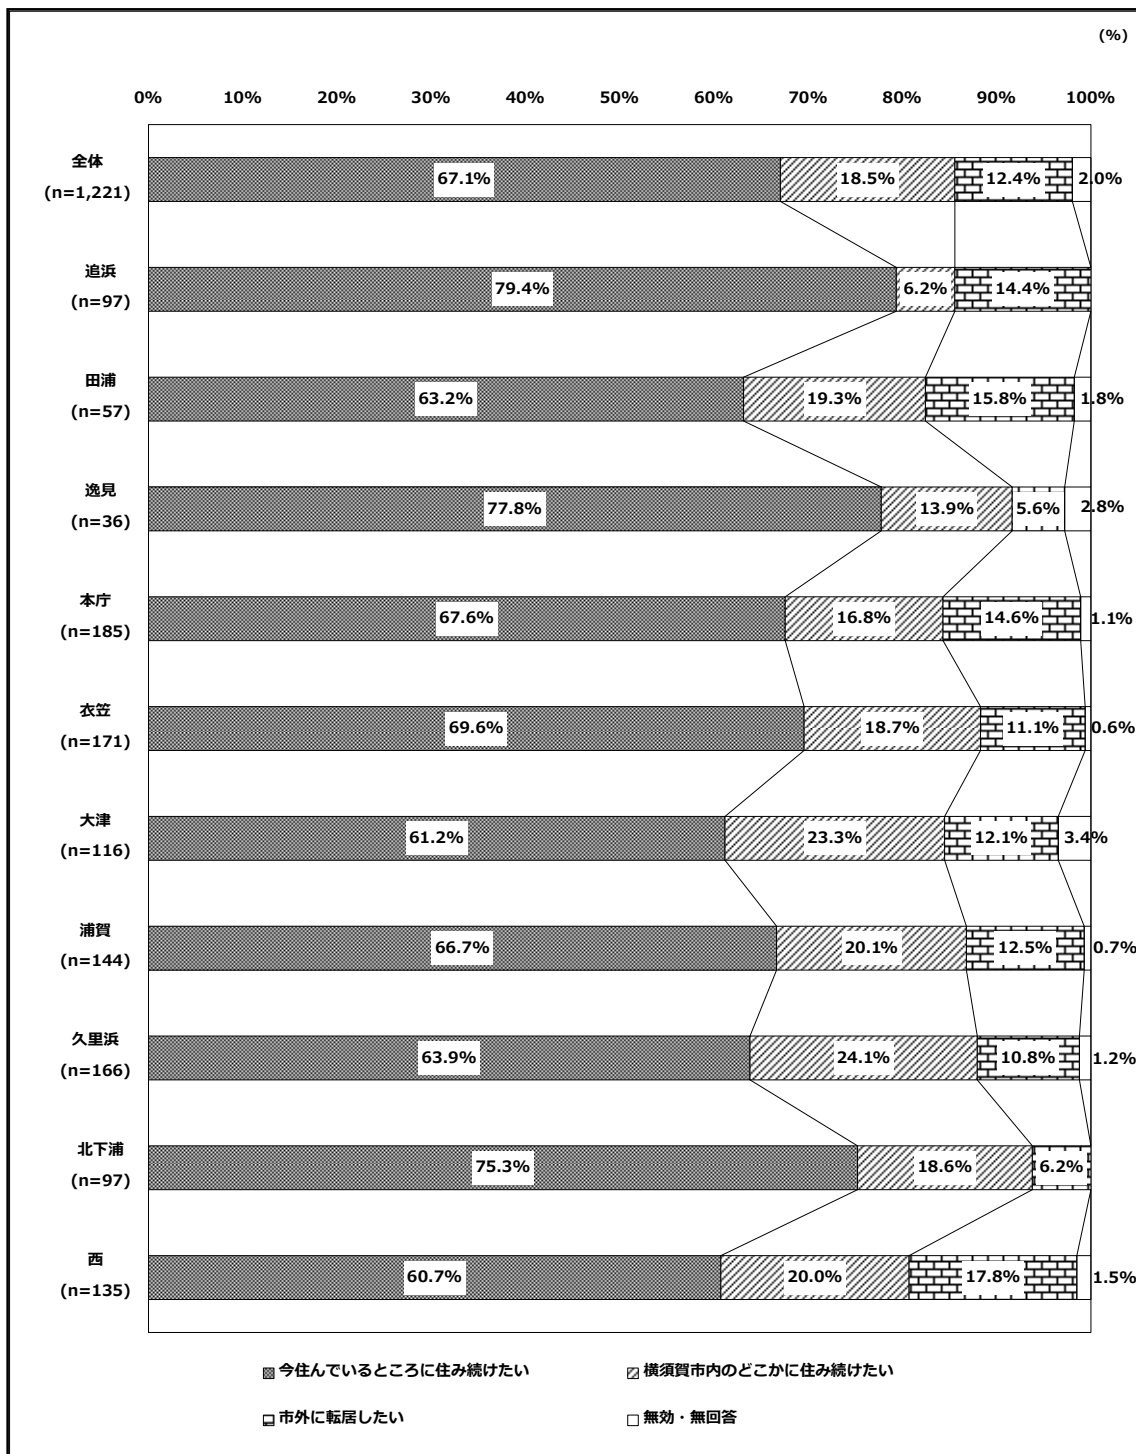 (%)
0% 10% 20% 30% 40% 50% 60% 70% 80% 90% 100%
全体
(n=1,221)
67.1% 18.5% 12.4% 2.0%
追浜
(n=97)
79.4% 6.2% 14.4%
田浦
(n=57)
63.2% 19.3% 15.8% 1.8%
逸見
(n=36)
77.8% 13.9% 5.6% 2.8%
本庁
(n=185)
67.6% 16.8% 14.6% 1.1%
衣笠
(n=171)
69.6% 18.7% 11.1% 0.6%
大津
(n=116)
61.2% 23.3% 12.1% 3.4%
浦賀
(n=144)
66.7% 20.1% 12.5% 0.7%
久里浜
(n=166)
63.9% 24.1% 10.8% 1.2%
北下浦
(n=97)
75.3% 18.6% 6.2%
西
(n=135)
60.7% 20.0% 17.8% 1.5%
今住んでいるところに住み続けたい 横須賀市内のどこかに住み続けたい
市外に転居したい 無効・無回答